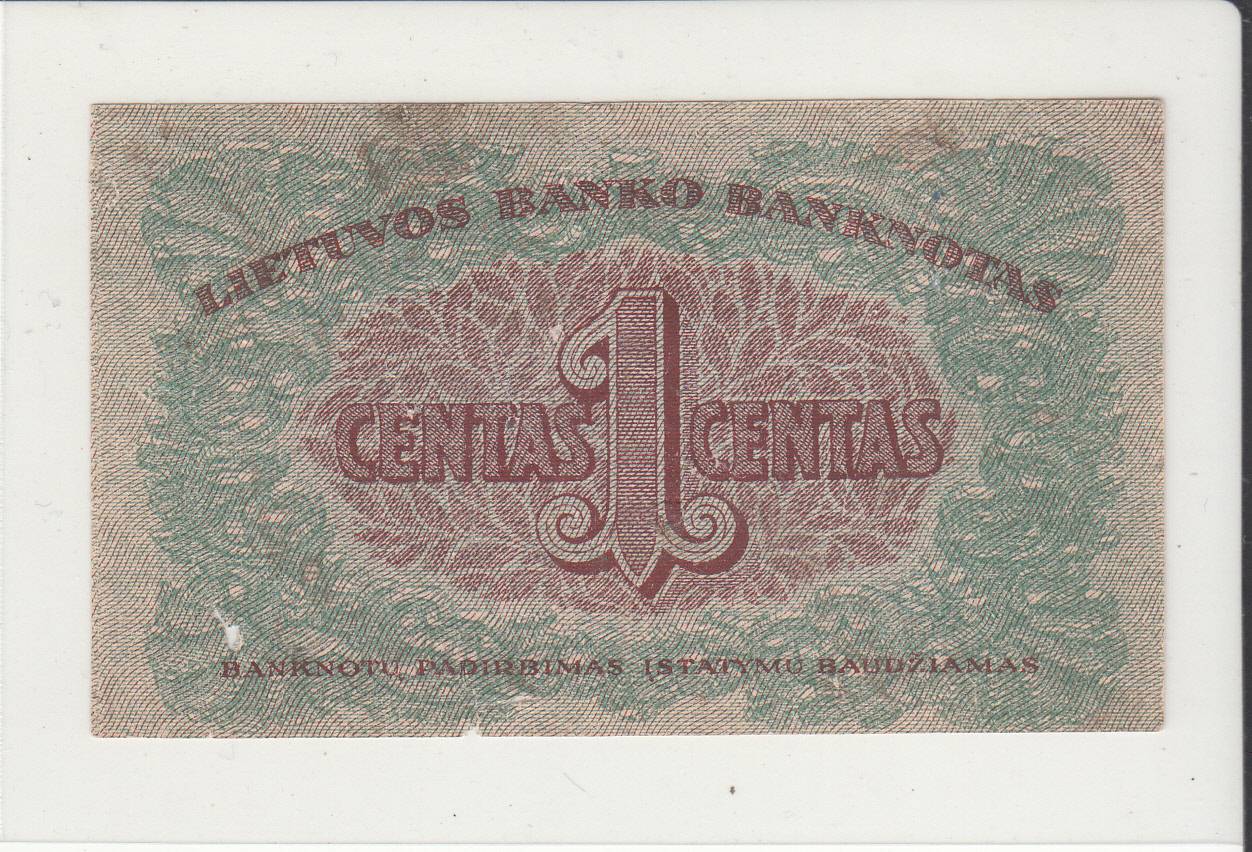 LIETUVOS BANKO BANKNOTAS
CENTAS 1 CENTAS
BANKNOTŲ PADIRBIMAS ĮSTATYMŲ BAUDŽIAMAS